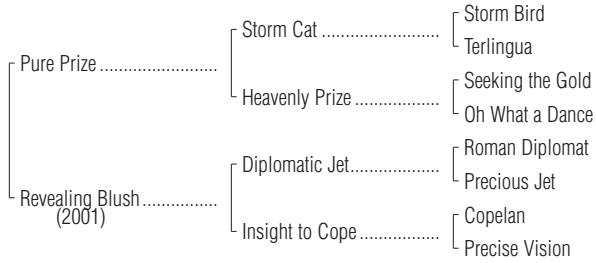 Storm Bird
Storm Cat ........................
Terlingua
Pure Prize ........................
Seeking the Gold
Heavenly Prize .................
Oh What a Dance
Roman Diplomat
Diplomatic Jet..................
Precious Jet
Revealing Blush ...............
(2001)
Copelan
Insight to Cope ................
Precise Vision